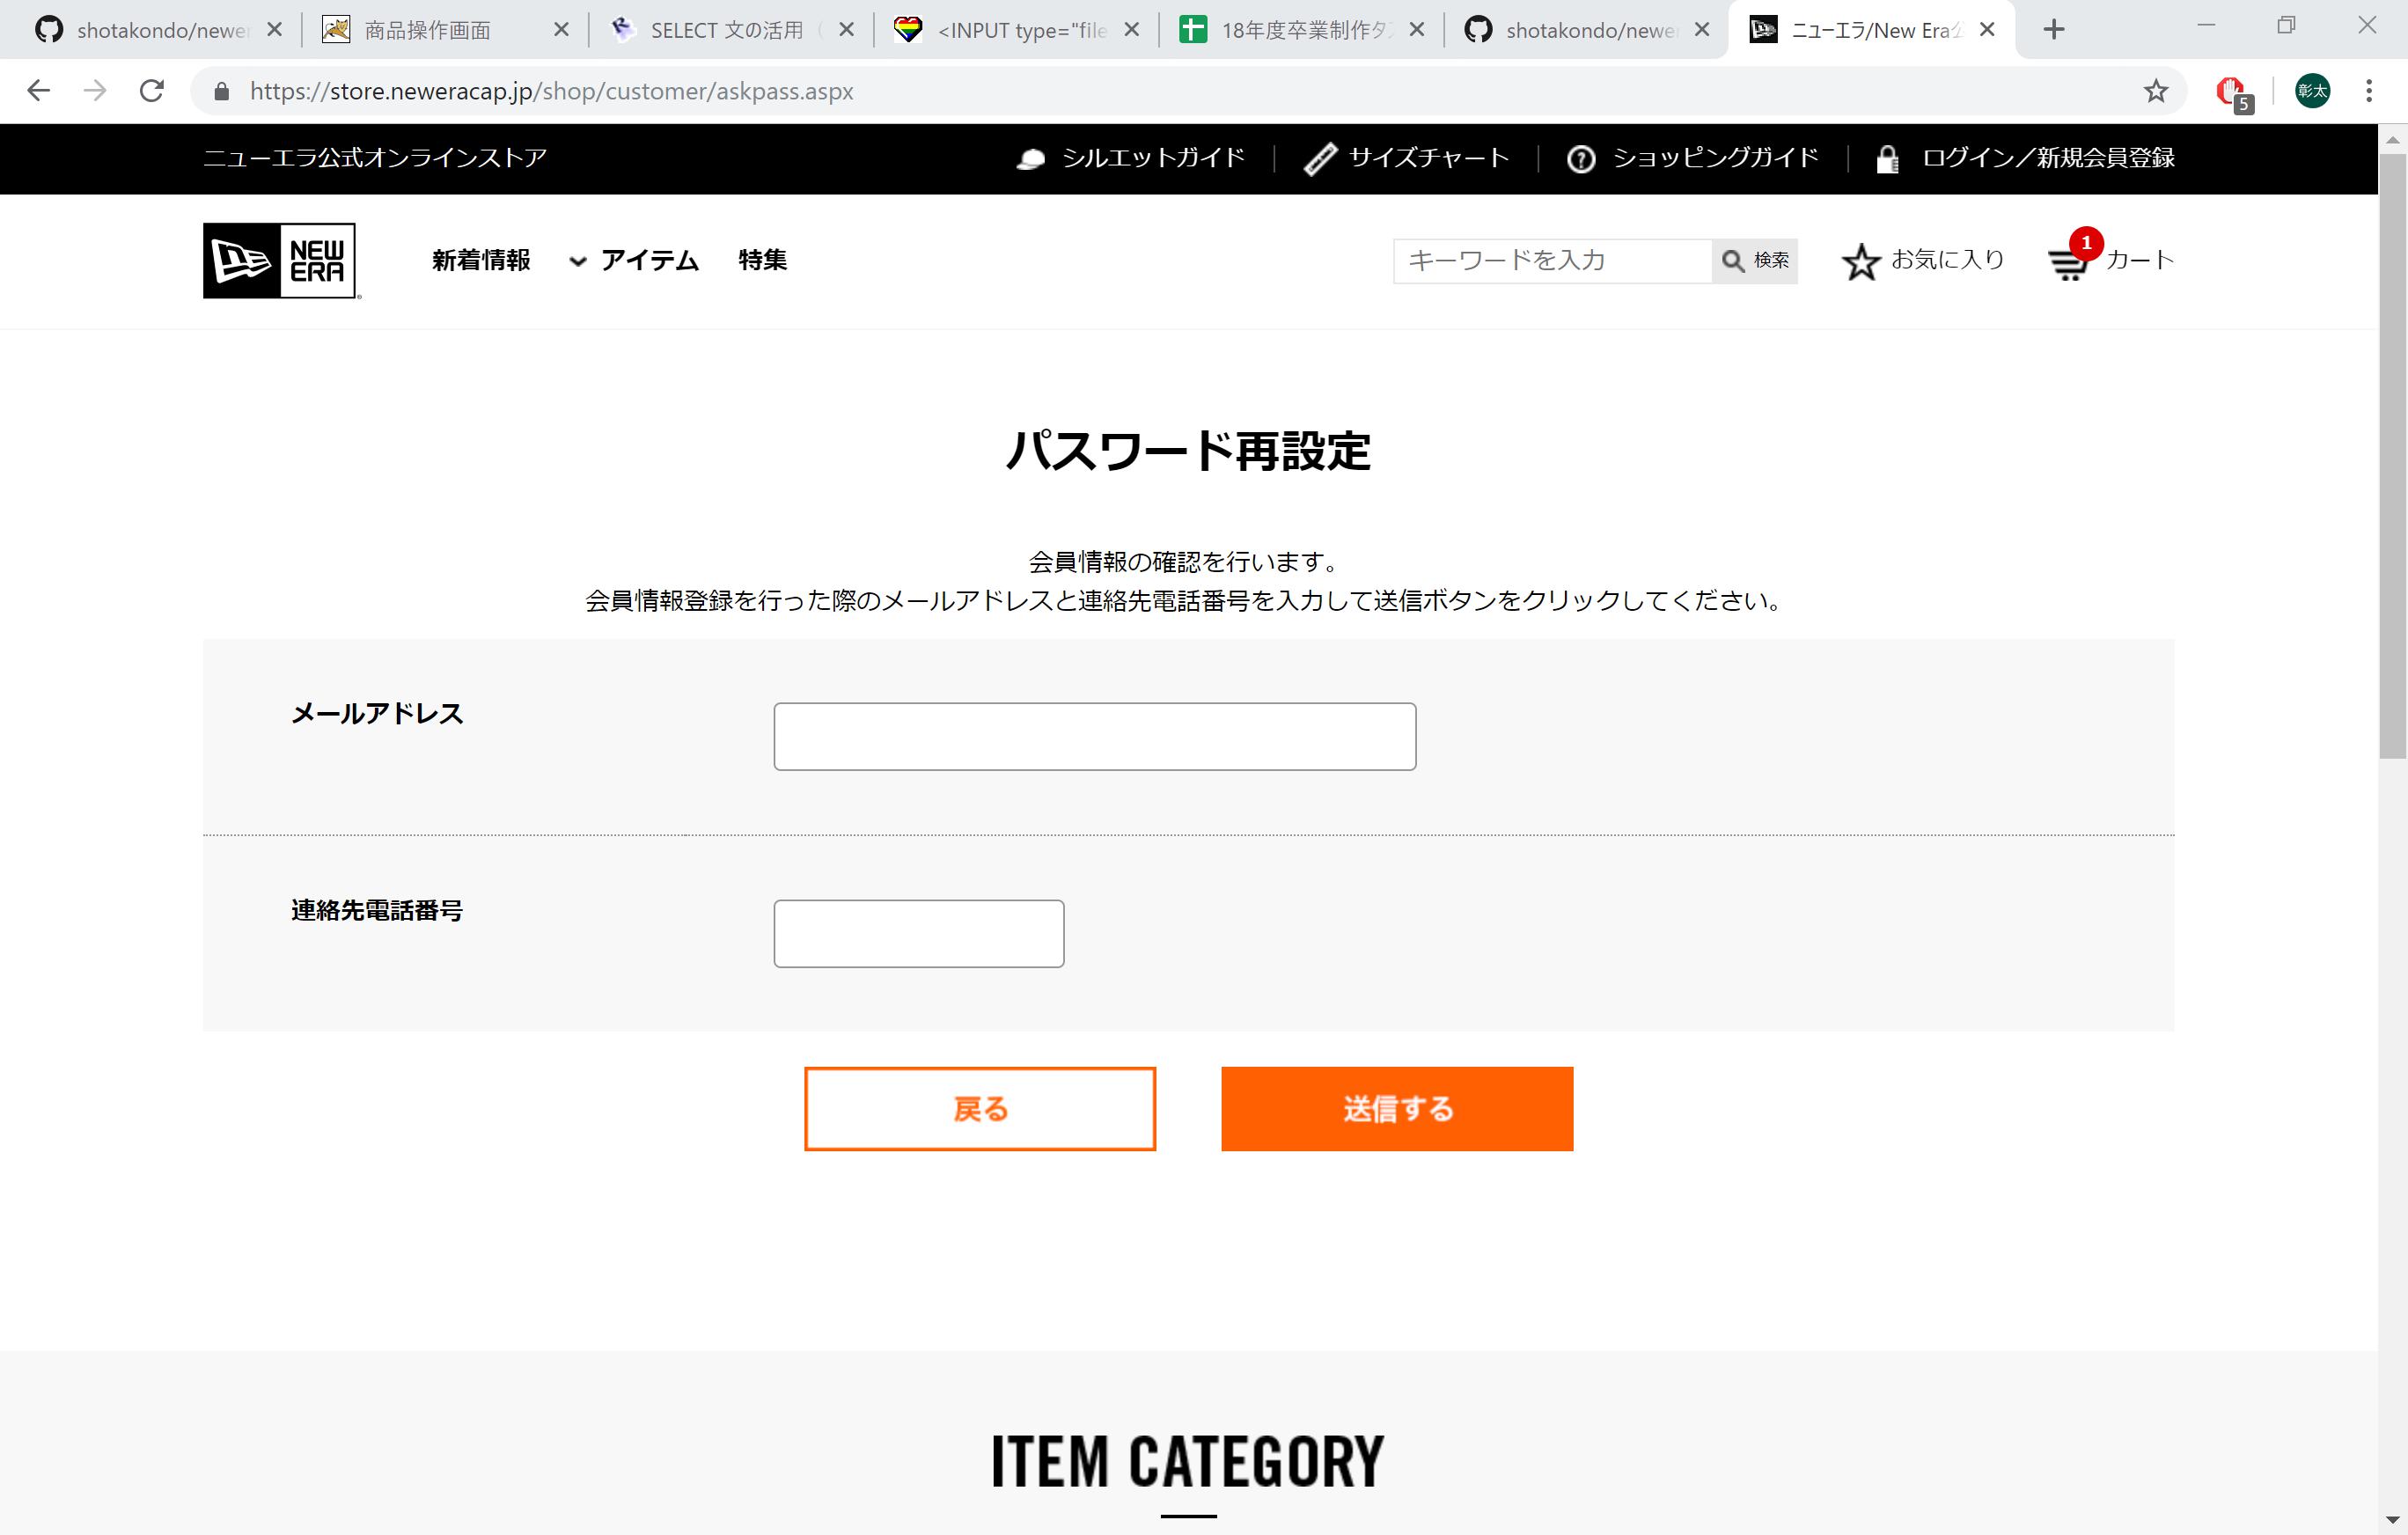 shotakondo/newer
商品操作画面
SELECT 文の活用（
<INPUT type="file
18年度卒業制作タス
shotakondo/newer
ニューエラ/New Era公
https://store.neweracap.jp/shop/customer/askpass.aspx
5
彰太
ニューエラ公式オンラインストア
シルエットガイド
サイズチャート
ショッピングガイド
ログイン／新規会員登録
NEW ERA
新着情報
アイテム
特集
キーワードを入力
検索
お気に入り
1
カート
パスワード再設定
会員情報の確認を行います。
会員情報登録を行った際のメールアドレスと連絡先電話番号を入力して送信ボタンをクリックしてください。
メールアドレス
連絡先電話番号
戻る
送信する
ITEM CATEGORY